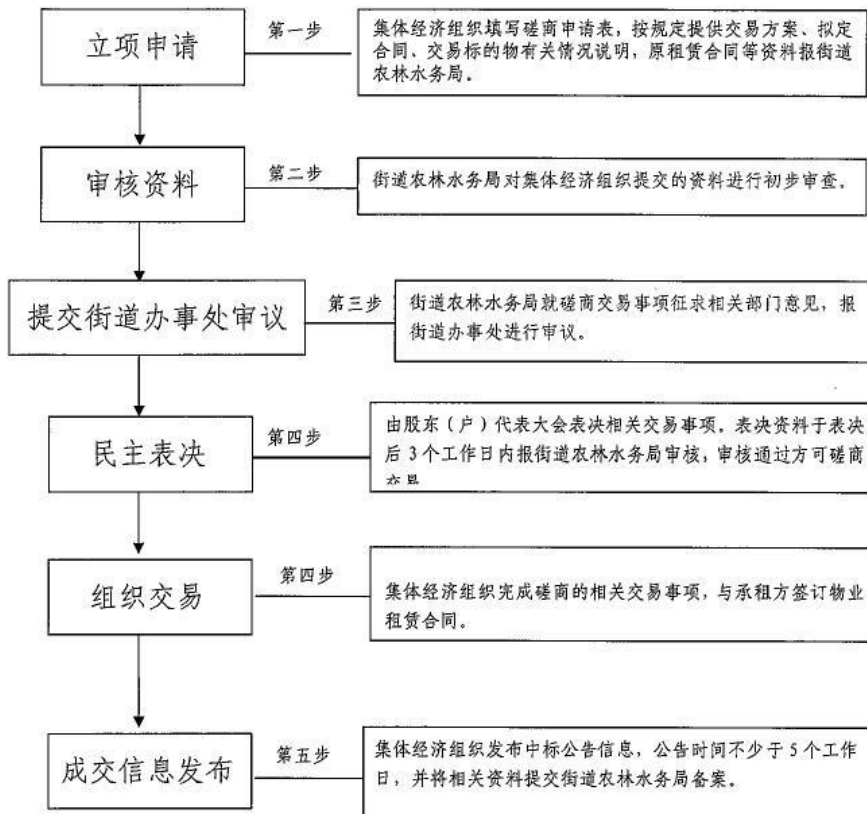 立项申请
第一步
集体经济组织填写磋商申请表，按规定提供交易方案、拟定
合同、交易标的物有关情况说明，原租赁合同等资料报街道
农林水务局。
审核资料
第二步
街道农林水务局对集体经济组织提交的资料进行初步审查。
提交街道办事处审议
第三步
街道农林水务局就磋商交易事项征求相关部门意见，报
街道办事处进行审议。
民主表决
第四步
由股东（户）代表大会表决相关交易事项。表决资料于表决
后3个工作日内报街道农林水务局审核，审核通过方可磋商
交易
组织交易
第四步
集体经济组织完成磋商的相关交易事项，与承租方签订物业
租赁合同。
成交信息发布
第五步
集体经济组织发布中标公告信息，公告时间不少于5个工作
日，并将相关资料提交街道农林水务局备案。